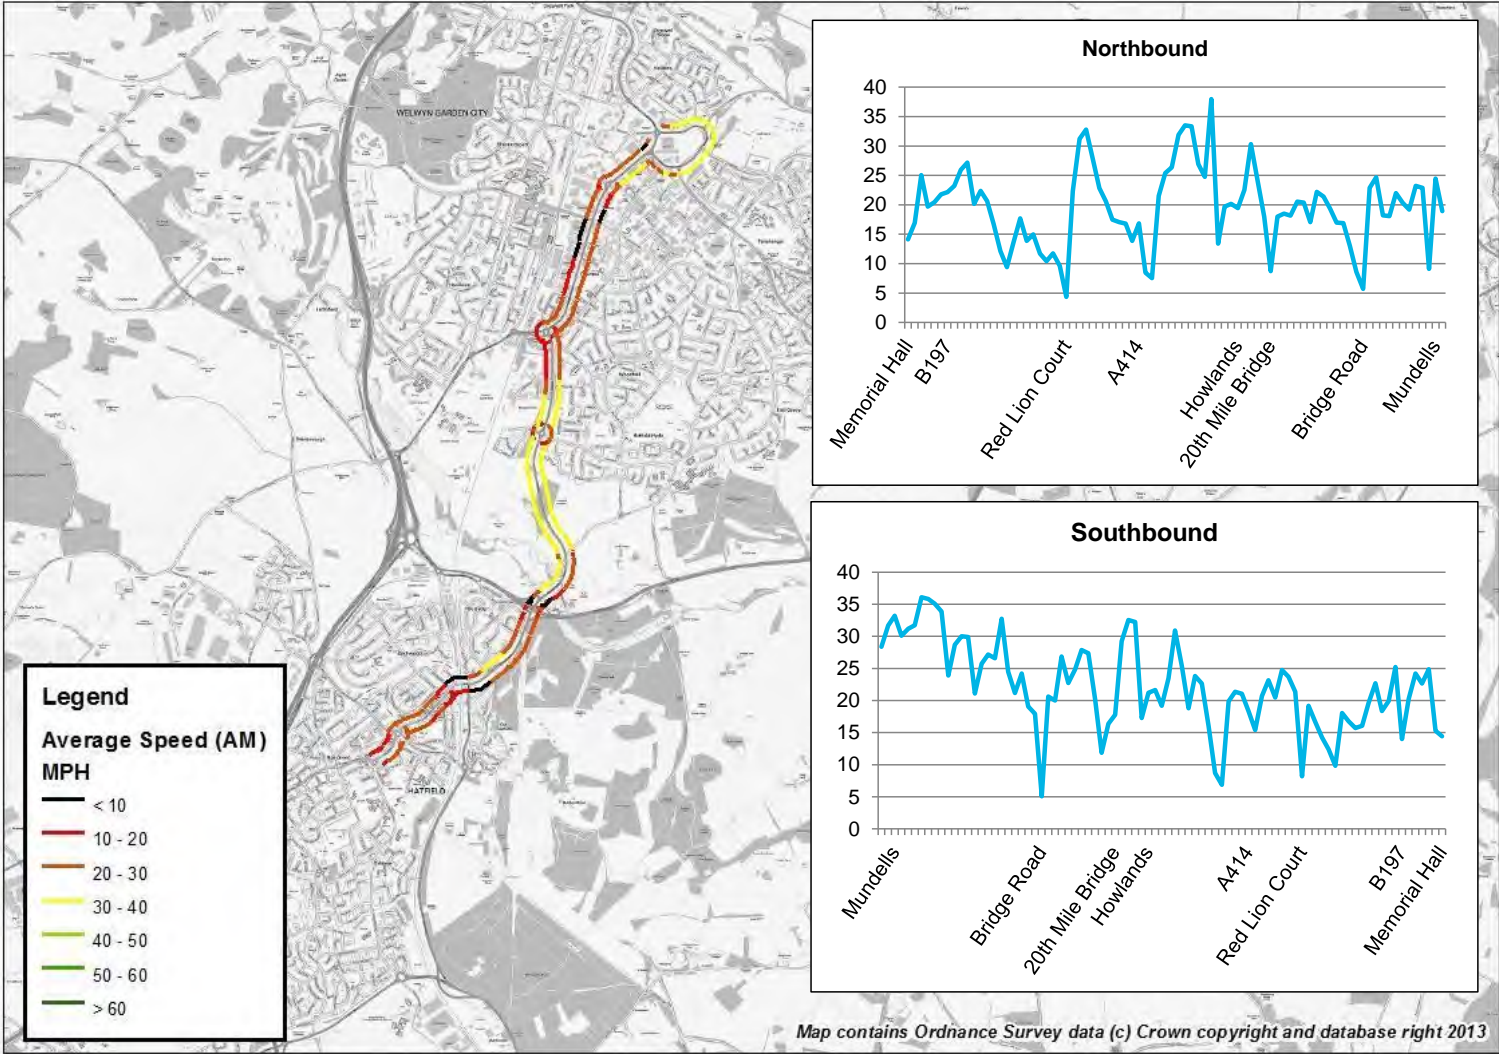 WELWYN GARDEN CITY
HATFIELD
Legend
Average Speed (AM)
MPH
< 10
10 - 20
20 - 30
30 - 40
40 - 50
50 - 60
> 60
Northbound
40
35
30
25
20
15
10
5
0
Memorial Hall
B197
Red Lion Court
A414
Howlands
20th Mile Bridge
Bridge Road
Mundells
Southbound
40
35
30
25
20
15
10
5
0
Mundells
Bridge Road
20th Mile Bridge
Howlands
A414
Red Lion Court
B197
Memorial Hall
Map contains Ordnance Survey data (c) Crown copyright and database right 2013